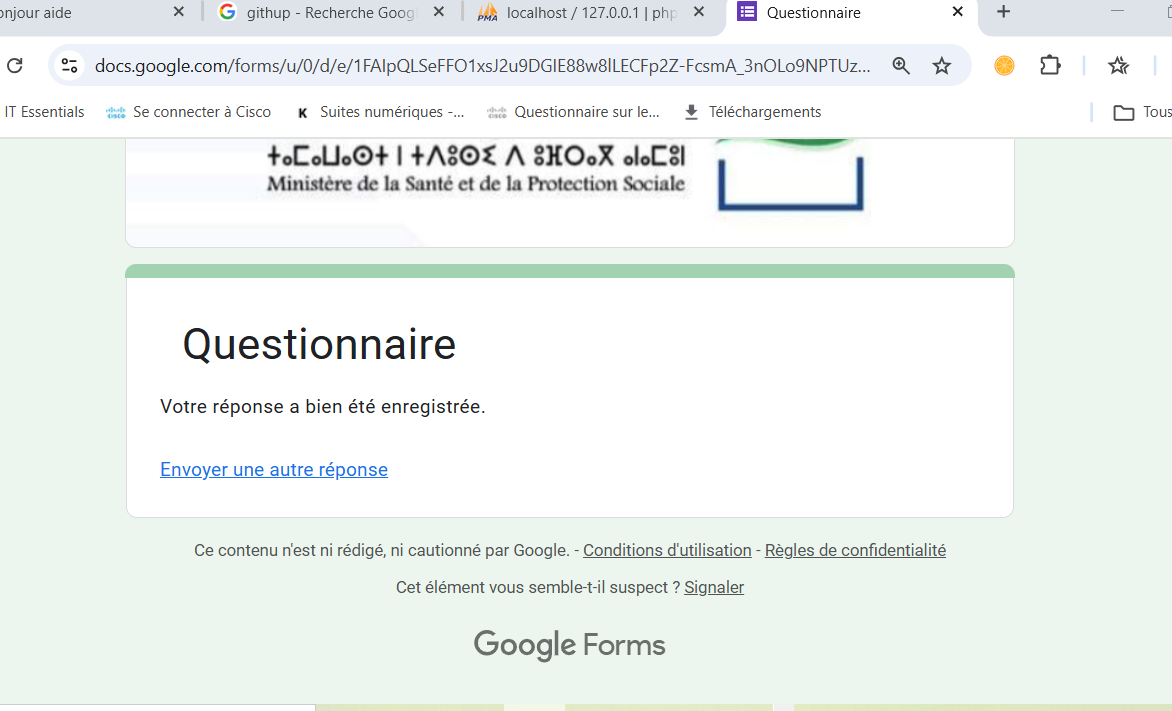 onjour aide
githup - Recherche Goog
localhost / 127.0.0.1 | php
Questionnaire
docs.google.com/forms/u/0/d/e/1FAIpQLSeFFO1xsJ2u9DGlE88w8lLECFp2Z-FcsmA_3nOLo9NPTUz...
IT Essentials
Se connecter à Cisco
K Suites numériques -...
Questionnaire sur le...
Téléchargements
Tous
ⵜⴰⵎⴰⵡⴰⵙⵜ ⵏ ⵜⴷⵓⵙⵉ ⴷ ⵓⴼⵔⴰⴳ ⴰⵏⴰⵎⵓⵏ
Ministère de la Santé et de la Protection Sociale
Questionnaire
Votre réponse a bien été enregistrée.
Envoyer une autre réponse
Ce contenu n'est ni rédigé, ni cautionné par Google. - Conditions d'utilisation - Règles de confidentialité
Cet élément vous semble-t-il suspect ? Signaler
Google Forms